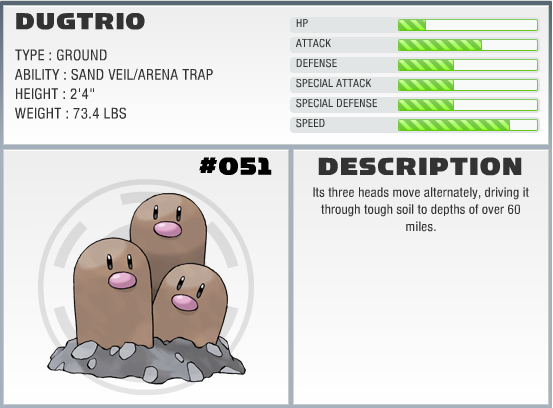 DUGTRIO
TYPE : GROUND
ABILITY : SAND VEIL/ARENA TRAP
HEIGHT : 2'4"
WEIGHT : 73.4 LBS
HP
ATTACK
DEFENSE
SPECIAL ATTACK
SPECIAL DEFENSE
SPEED
#051
DESCRIPTION
Its three heads move alternately, driving it
through tough soil to depths of over 60
miles.